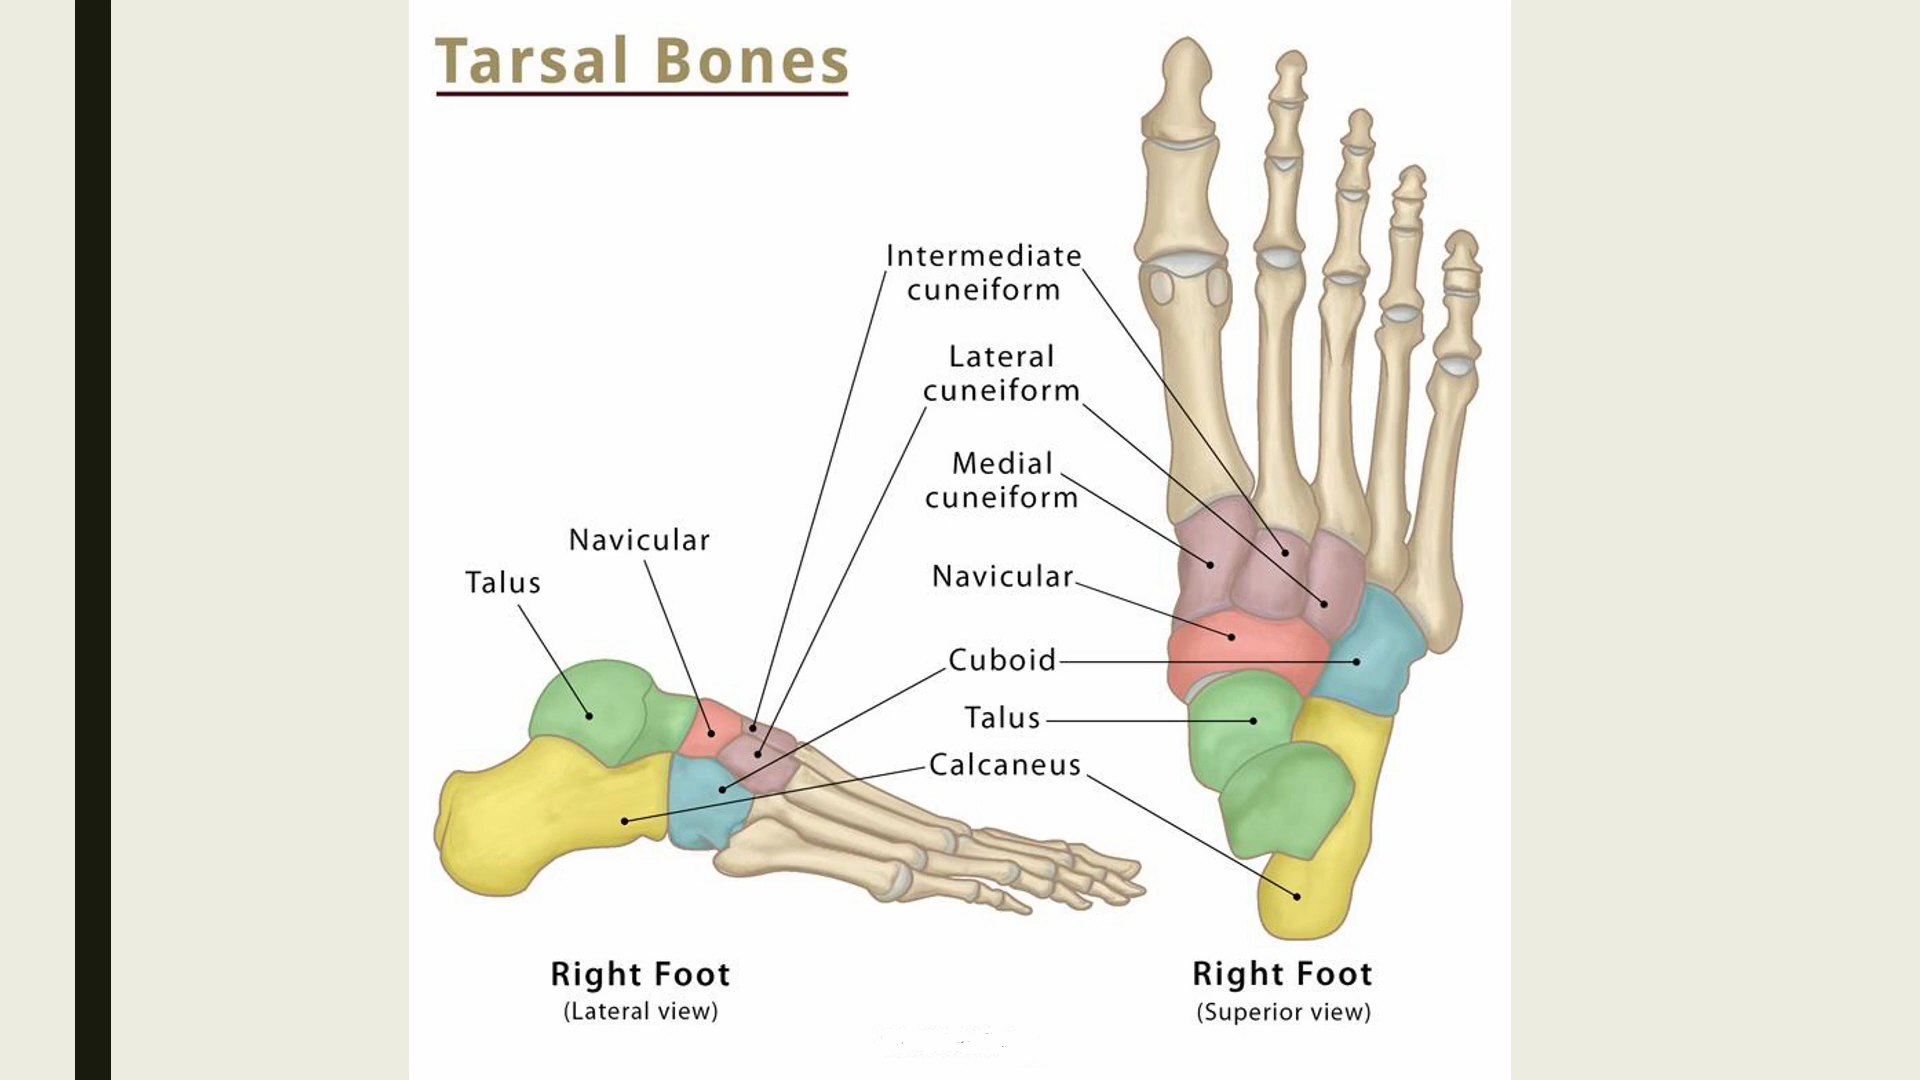 Tarsal Bones
Intermediate
cuneiform
Lateral
cuneiform
Medial
cuneiform
Navicular
Talus
Navicular
Cuboid
Talus
Calcaneus
Right Foot
(Lateral view)
Right Foot
(Superior view)